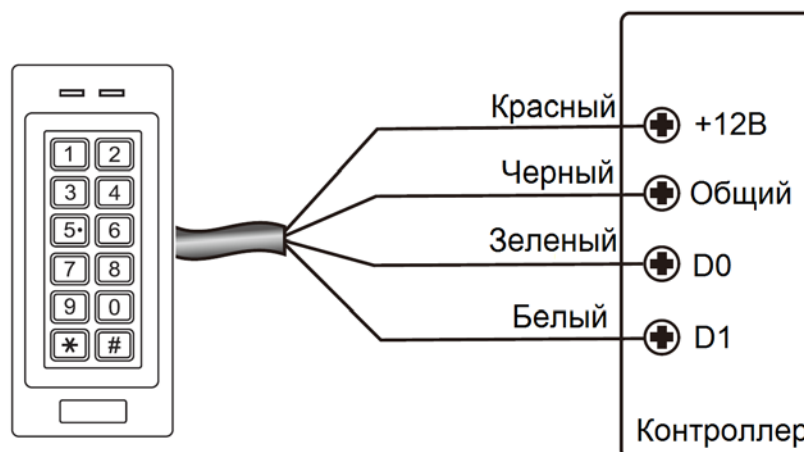 Красный
+12В
Черный
Общий
Зеленый
D0
Белый
D1
Контроллер
1 2
3 4
5• 6
7 8
9 0
* #